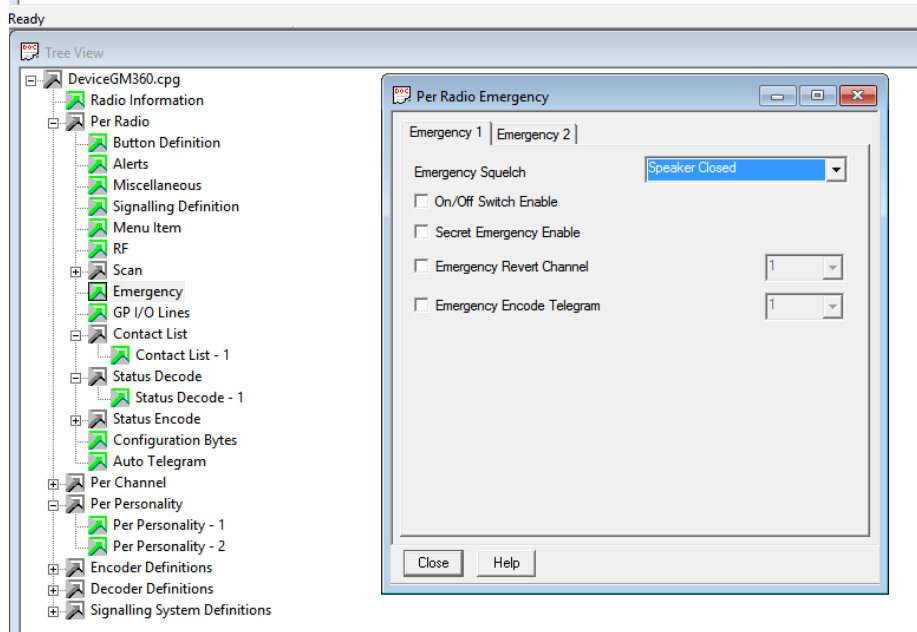 Ready
Tree View
DeviceGM360.cpg
Radio Information
Per Radio
Button Definition
Alerts
Miscellaneous
Signalling Definition
Menu Item
RF
Scan
Emergency
GP I/O Lines
Contact List
Contact List - 1
Status Decode
Status Decode - 1
Status Encode
Configuration Bytes
Auto Telegram
Per Channel
Per Personality
Per Personality - 1
Per Personality - 2
Encoder Definitions
Decoder Definitions
Signalling System Definitions
Per Radio Emergency
Emergency 1 Emergency 2
Emergency Squelch Speaker Closed
On/Off Switch Enable
Secret Emergency Enable
Emergency Revert Channel 1
Emergency Encode Telegram 1
Close Help